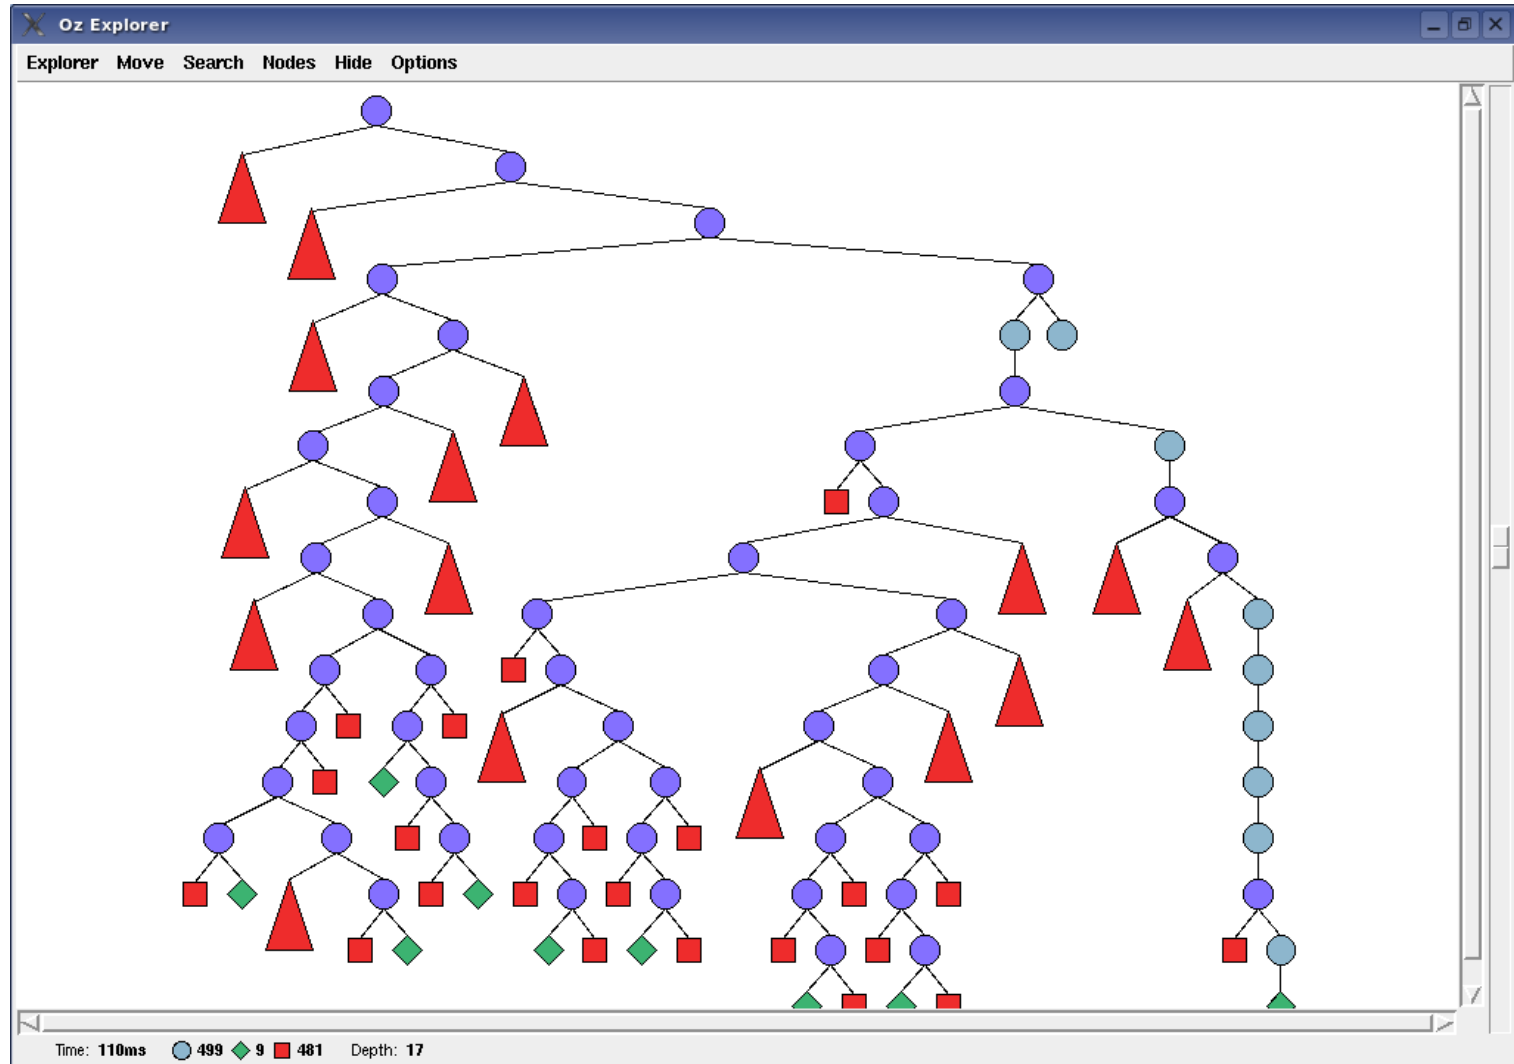 Oz Explorer
Explorer Move Search Nodes Hide Options
Time: 110ms 499 9 481 Depth: 17